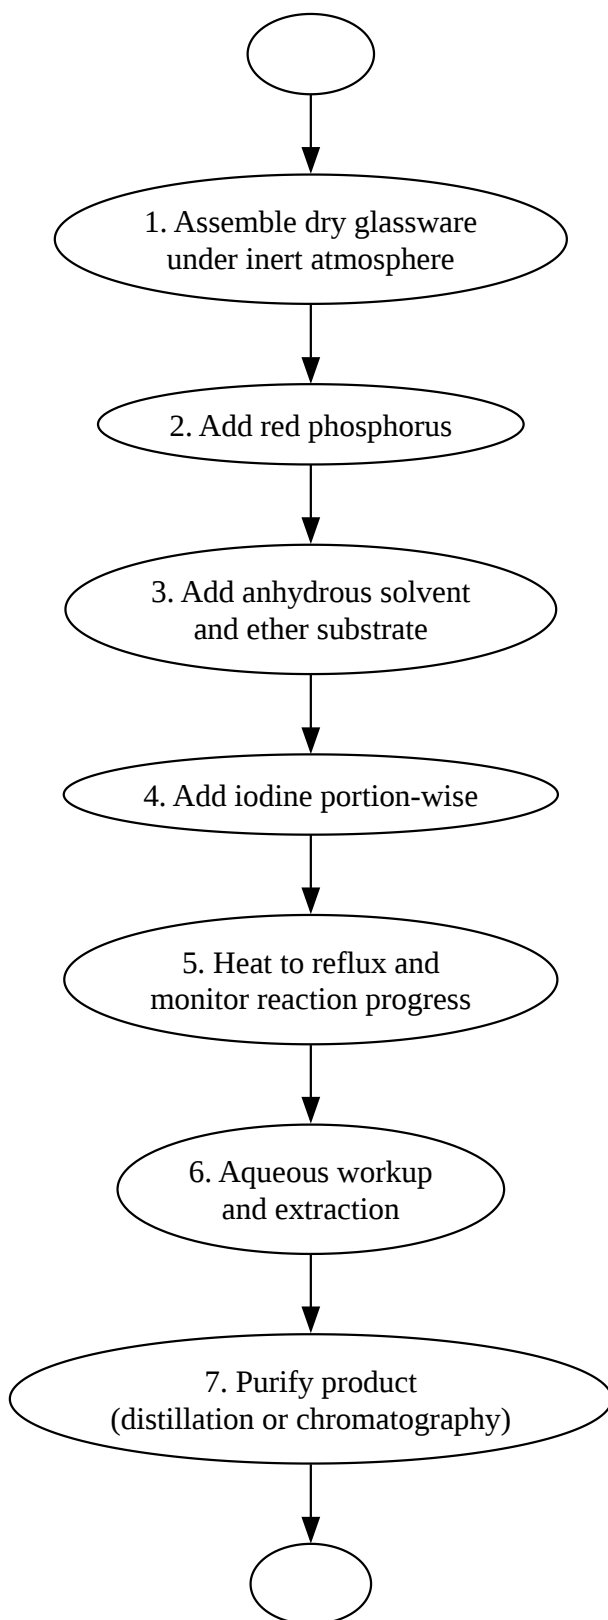 1. Assemble dry glassware
under inert atmosphere
2. Add red phosphorus
3. Add anhydrous solvent
and ether substrate
4. Add iodine portion-wise
5. Heat to reflux and
monitor reaction progress
6. Aqueous workup
and extraction
7. Purify product
(distillation or chromatography)